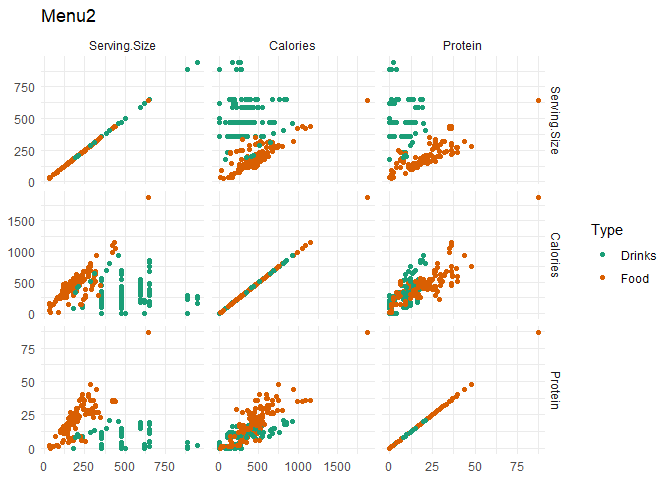 Menu2
Serving.Size Calories Protein
750
500
250
0
Serving.Size
1500
1000
500
0
Calories
Type
Drinks
Food
75
50
25
0
Protein
0 250 500 750 0 500 1000 1500 0 25 50 75